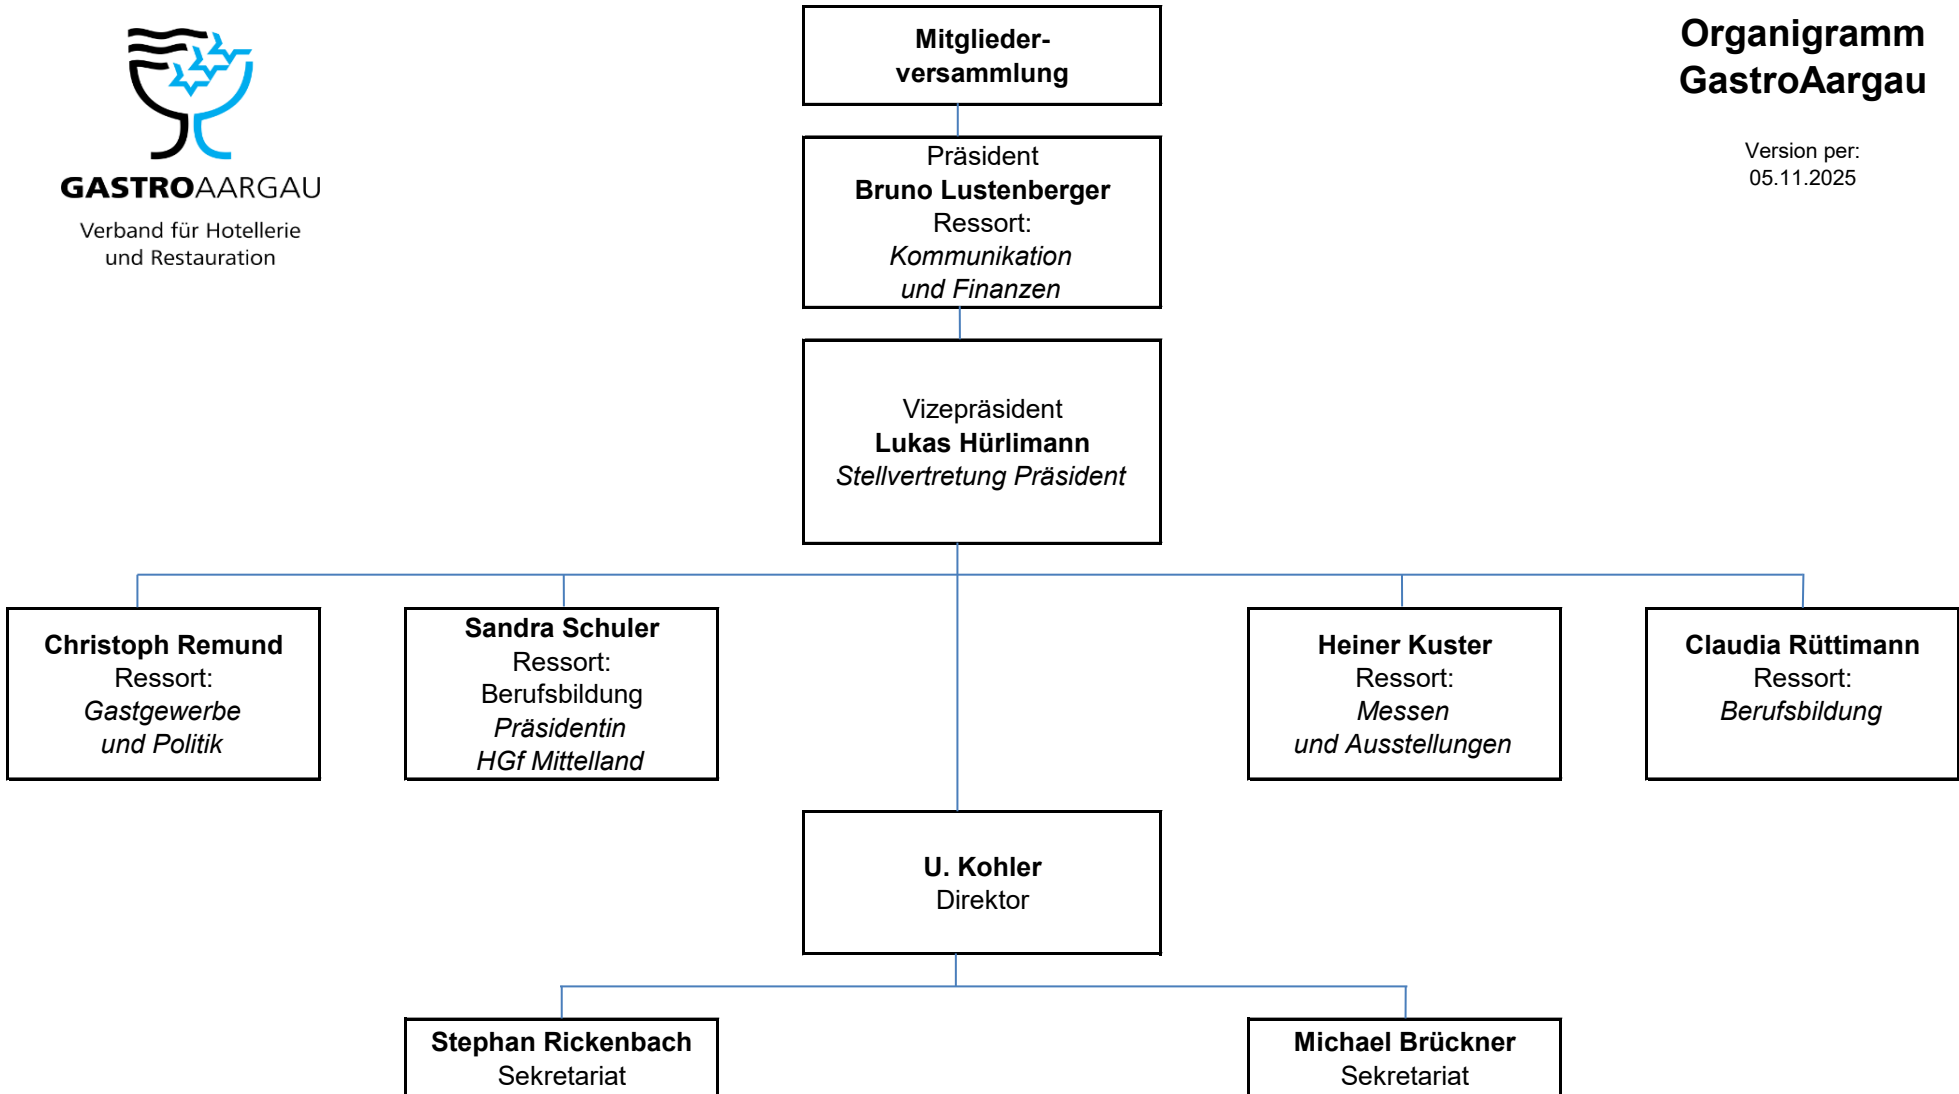 GASTROAARGAU
Verband für Hotellerie
und Restauration
Mitglieder-
versammlung
Organigramm
GastroAargau
Version per:
05.11.2025
Präsident
Bruno Lustenberger
Ressort:
Kommunikation
und Finanzen
Vizepräsident
Lukas Hürlimann
Stellvertretung Präsident
Christoph Remund
Ressort:
Gastgewerbe
und Politik
Sandra Schuler
Ressort:
Berufsbildung
Präsidentin
HGf Mittelland
Heiner Kuster
Ressort:
Messen
und Ausstellungen
Claudia Rüttimann
Ressort:
Berufsbildung
U. Kohler
Direktor
Stephan Rickenbach
Sekretariat
Michael Brückner
Sekretariat